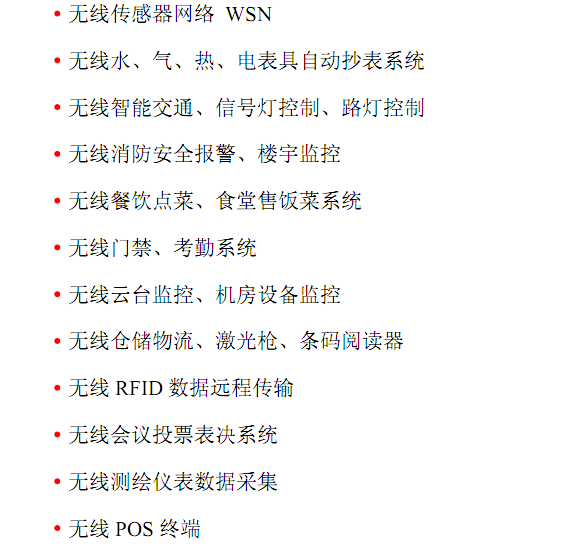 • 无线传感器网络 WSN
• 无线水、气、热、电表具自动抄表系统
• 无线智能交通、信号灯控制、路灯控制
• 无线消防安全报警、楼宇监控
• 无线餐饮点菜、食堂售饭菜系统
• 无线门禁、考勤系统
• 无线云台监控、机房设备监控
• 无线仓储物流、激光枪、条码阅读器
• 无线 RFID 数据远程传输
• 无线会议投票表决系统
• 无线测绘仪表数据采集
• 无线 POS 终端